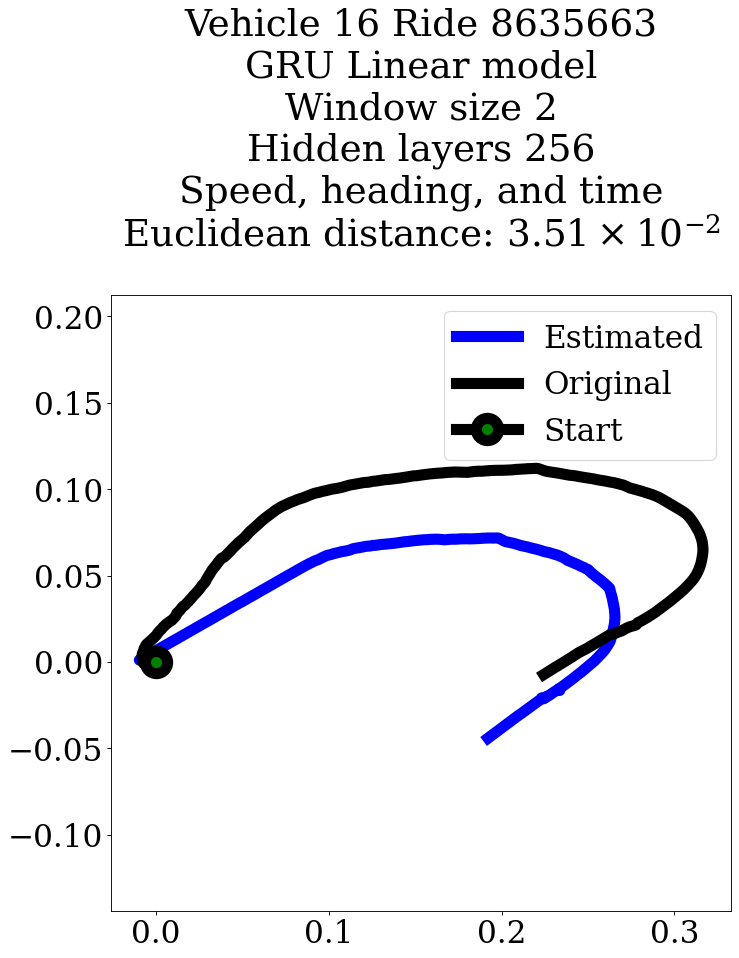 Vehicle 16 Ride 8635663
GRU Linear model
Window size 2
Hidden layers 256
Speed, heading, and time
Euclidean distance: 3.51 × 10⁻²
Estimated
Original
Start
0.20
0.15
0.10
0.05
0.00
−0.05
−0.10
0.0 0.1 0.2 0.3